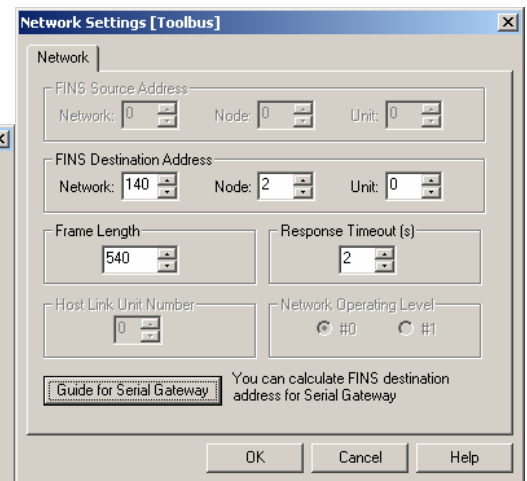 Network Settings [Toolbus]
Network
FINS Source Address
Network: 0 Node: 0 Unit: 0
FINS Destination Address
Network: 140 Node: 2 Unit: 0
Frame Length Response Timeout (s)
540 2
Host Link Unit Number Network Operating Level
0 #0 #1
Guide for Serial Gateway
You can calculate FINS destination
address for Serial Gateway
OK Cancel Help